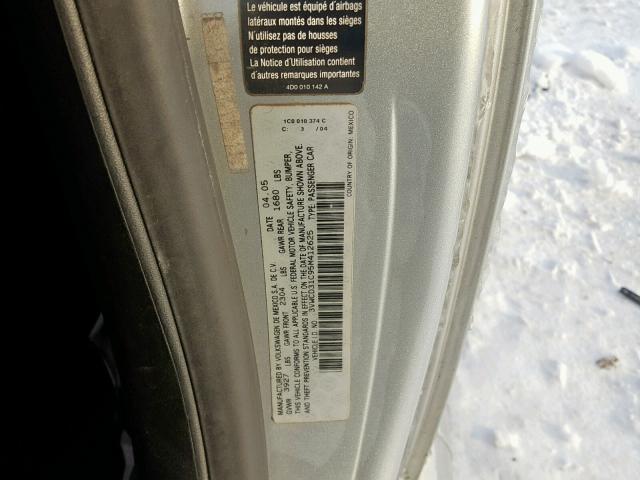 Le véhicule est équipé d'airbags
latéraux montés dans les sièges
N'utilisez pas de housses
de protection pour sièges
La Notice d'Utilisation contient
d'autres remarques importantes
4D0 010 142 A
1C0 010 374 C
C: 3 /04
MANUFACTURED BY VOLKSWAGEN DE MEXICO S.A. DE C.V. DATE 04.05
GVWR 3927 LBS GAWR FRONT 2304 LBS GAWR REAR 1680 LBS
THIS VEHICLE CONFORMS TO ALL APPLICABLE U.S. FEDERAL MOTOR VEHICLE SAFETY, BUMPER,
AND THEFT PREVENTION STANDARDS IN EFFECT ON THE DATE OF MANUFACTURE SHOWN ABOVE.
VEHICLE I.D. NO. 3VWCD31C95M412625 TYPE: PASSENGER CAR
COUNTRY OF ORIGIN: MEXICO